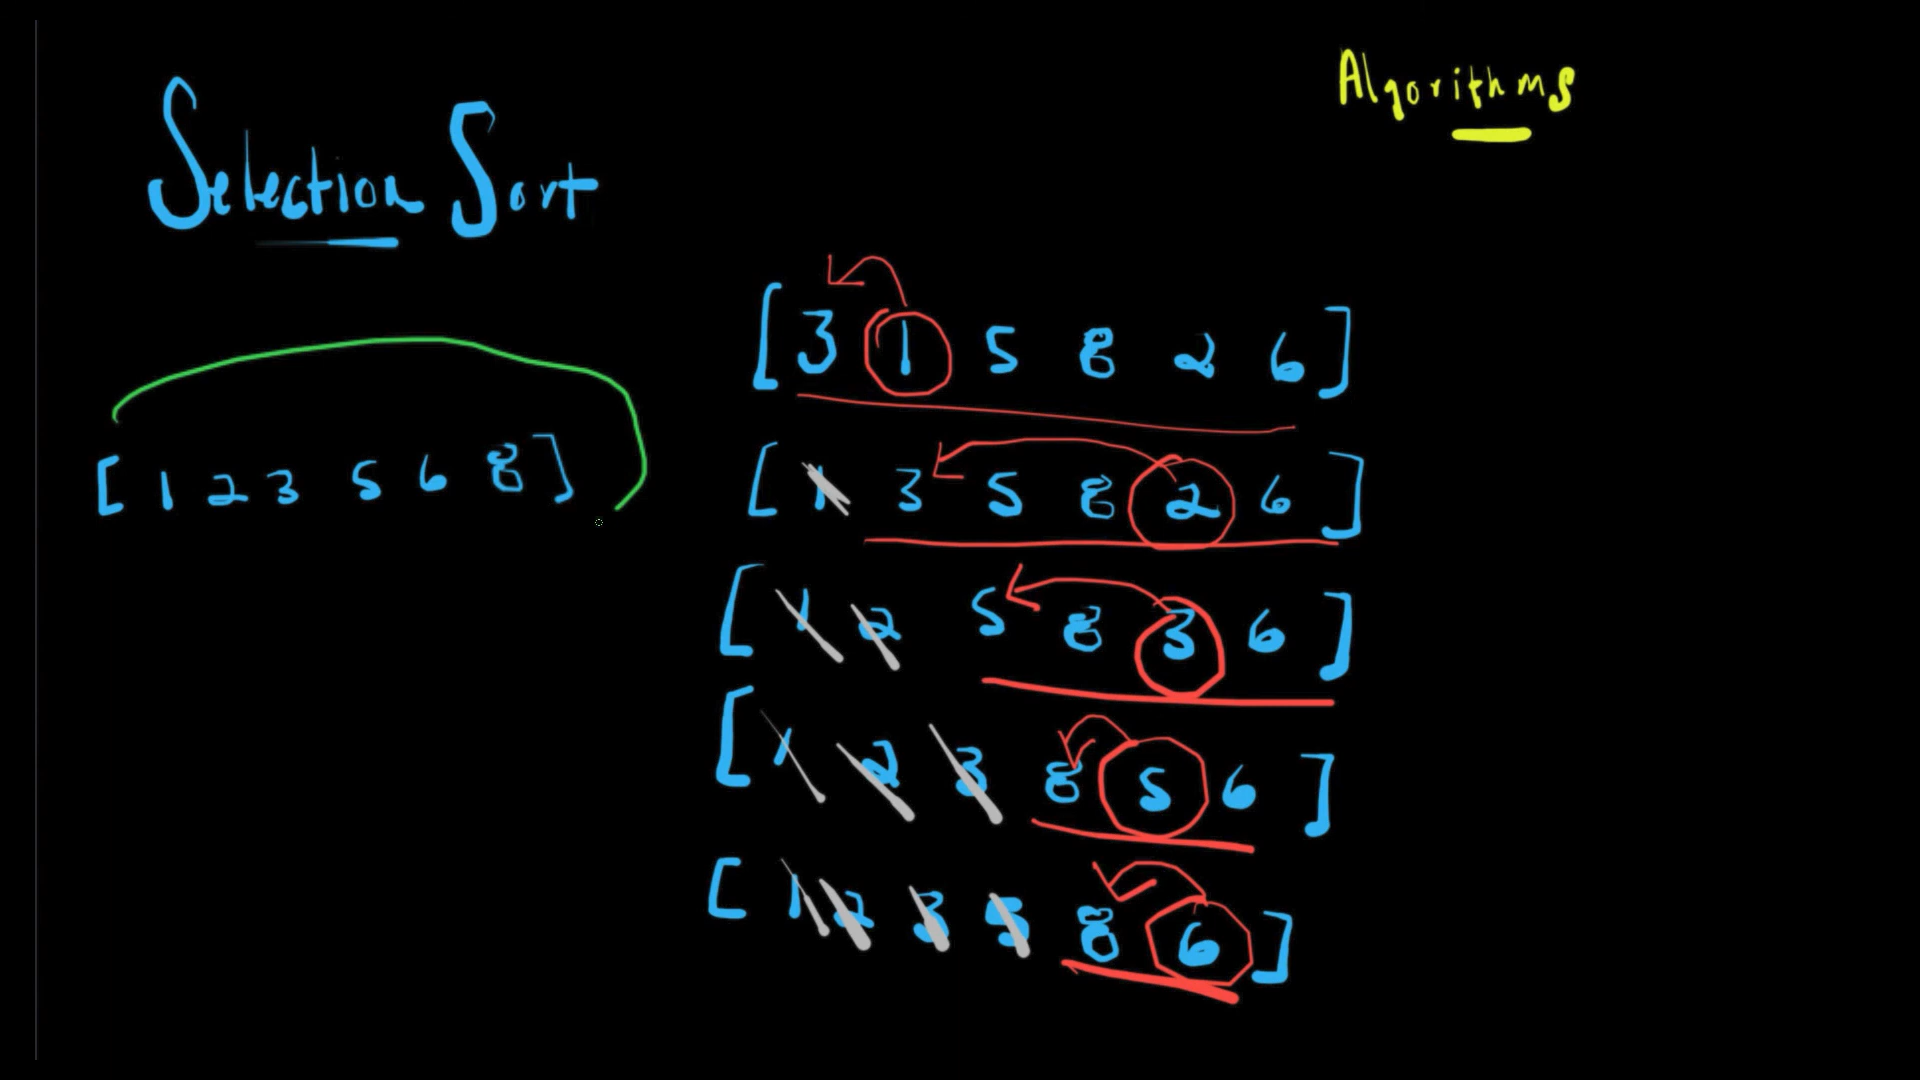 Algorithms
Selection Sort
[ 3 1 5 8 2 6 ]
[ 1 2 3 5 6 8 ]
[ 1 3 5 8 2 6 ]
[ 1 2 5 8 3 6 ]
[ 1 2 3 8 5 6 ]
[ 1 2 3 5 8 6 ]